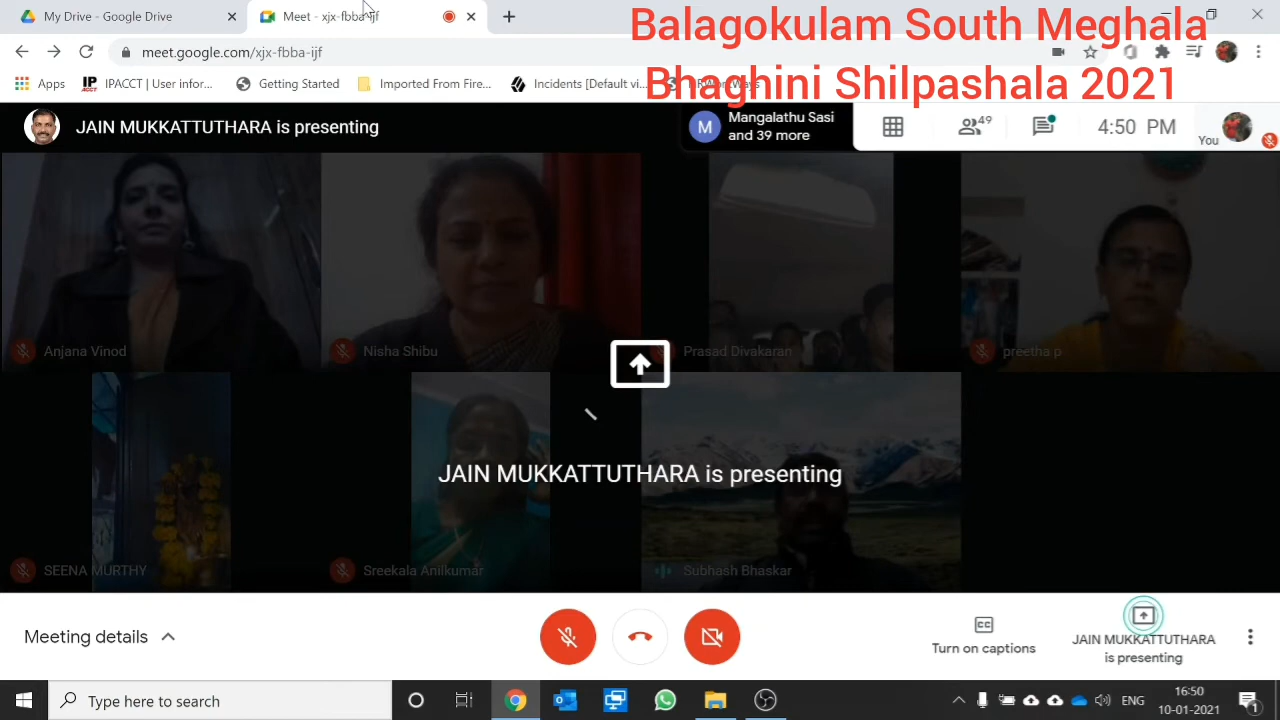 My Drive - Google Drive
Meet - xjx-fbba-ijf
Balagokulam South Meghala
Bhaghini Shilpashala 2021
meet.google.com/xjx-fbba-ijf
Apps
IPACCT | User infor...
Getting Started
Imported From Firefox...
Incidents [Default vi...
JAIN MUKKATTUTHARA is presenting
M
Mangalathu Sasi
and 39 more
49
4:50 PM
You
Anjana Vinod
Nisha Shibu
Prasad Divakaran
preetha p
JAIN MUKKATTUTHARA is presenting
SEENA MURTHY
Sreekala Anilkumar
Subhash Bhaskar
Meeting details
CC
Turn on captions
JAIN MUKKATTUTHARA
is presenting
Type here to search
ENG
16:50
10-01-2021
1